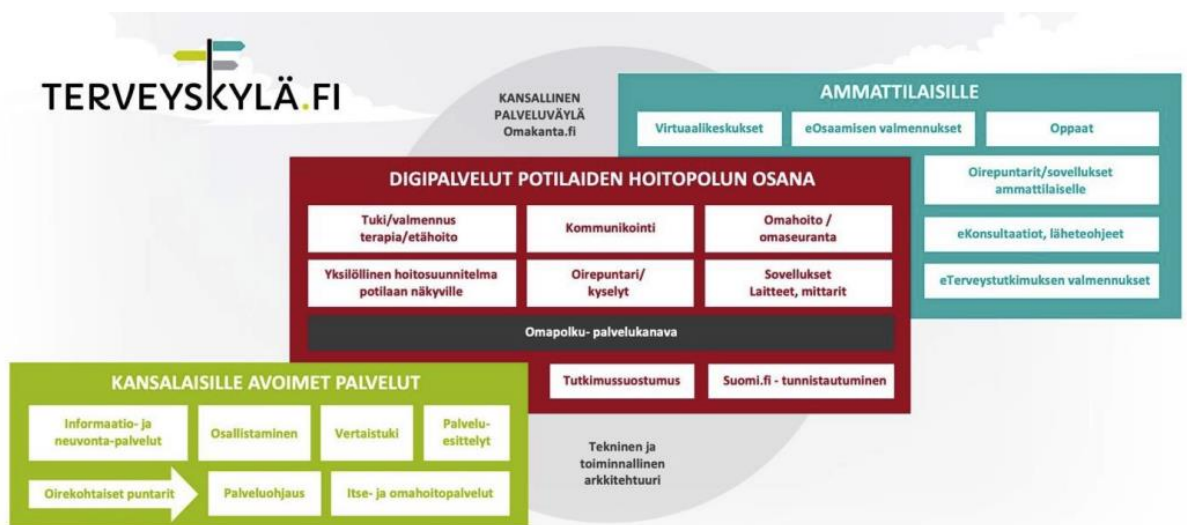 TERVEYSKYLÄ.FI
KANSALLINEN
PALVELUVÄYLÄ
Omakanta.fi
AMMATTILAISILLE
Virtuaalikeskukset
eOsaamisen valmennukset
Oppaat
Oirepuntarit/sovellukset
ammattilaiselle
eKonsultaatiot, läheteohjeet
eTerveystutkimuksen valmennukset
DIGIPALVELUT POTILAIDEN HOITOPOLUN OSANA
Tuki/valmennus
terapia/etähoito
Kommunikointi
Omahoito /
omaseuranta
Yksilöllinen hoitosuunnitelma
potilaan näkyville
Oirepuntari/
kyselyt
Sovellukset
Laitteet, mittarit
Omapolku- palvelukanava
Tutkimussuostumus
Suomi.fi - tunnistautuminen
KANSALAISILLE AVOIMET PALVELUT
Informaatio- ja
neuvonta-palvelut
Osallistaminen
Vertaistuki
Palvelu-
esittelyt
Oirekohtaiset puntarit
Palveluohjaus
Itse- ja omahoitopalvelut
Tekninen ja
toiminnallinen
arkkitehtuuri